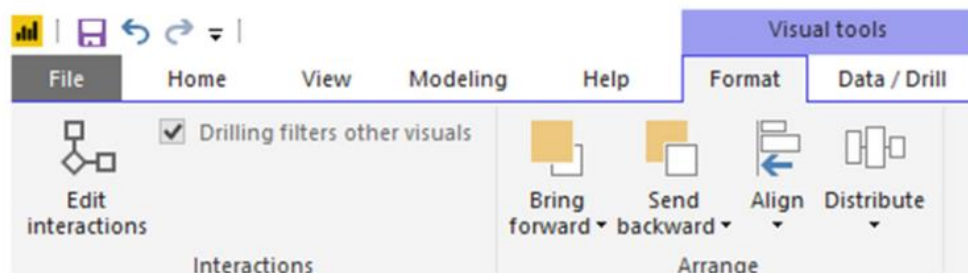 Visual tools
File Home View Modeling Help Format Data / Drill
Drilling filters other visuals
Edit interactions
Bring forward
Send backward
Align
Distribute
Interactions
Arrange